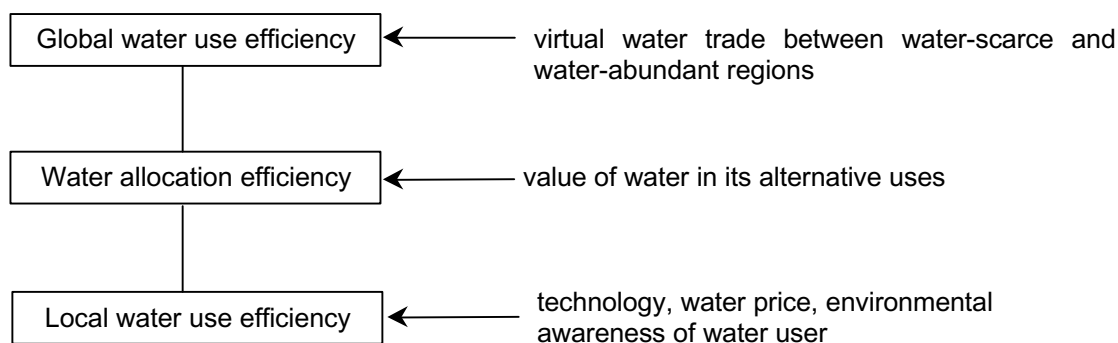 Global water use efficiency
virtual water trade between water-scarce and
water-abundant regions
Water allocation efficiency
value of water in its alternative uses
Local water use efficiency
technology, water price, environmental
awareness of water user